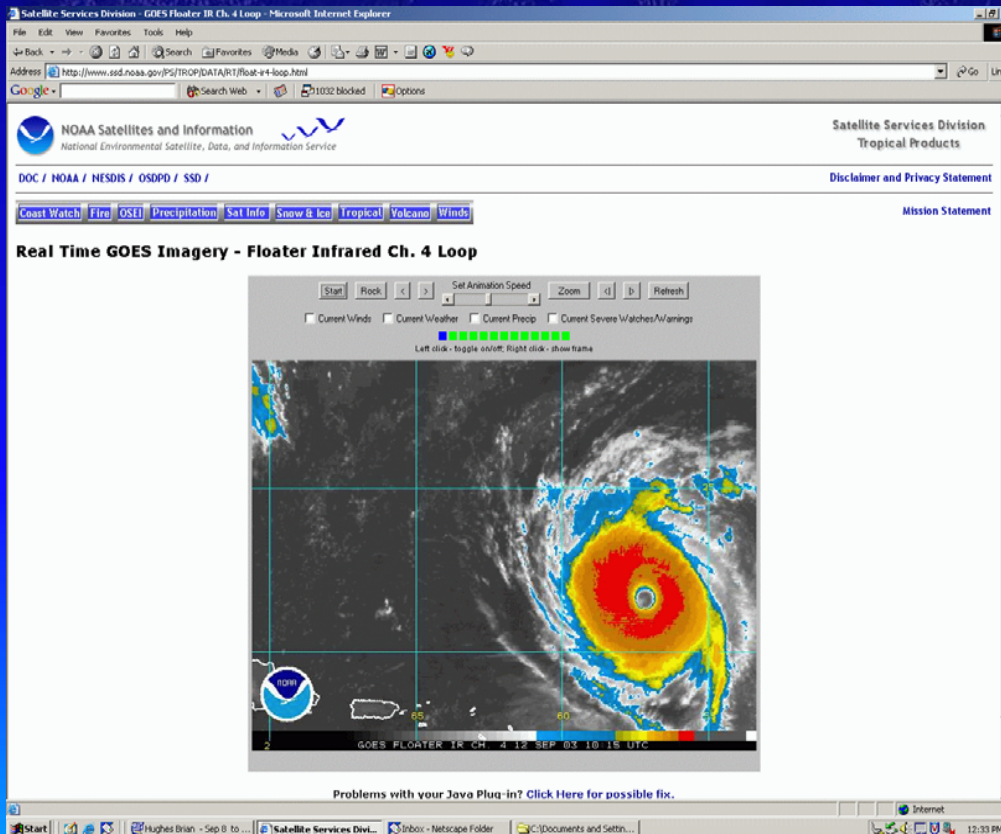 Satellite Services Division - GOES Floater IR Ch. 4 Loop - Microsoft Internet Explorer
File Edit View Favorites Tools Help
Back Search Favorites Media
Address http://www.ssd.noaa.gov/PS/TROP/DATA/RT/float-ir4-loop.html Go
Google Search Web 1032 blocked Options
NOAA Satellites and Information
National Environmental Satellite, Data, and Information Service
Satellite Services Division
Tropical Products
DOC / NOAA / NESDIS / OSDPD / SSD / Disclaimer and Privacy Statement
Coast Watch Fire OSEI Precipitation Sat Info Snow & Ice Tropical Volcano Winds Mission Statement
Real Time GOES Imagery - Floater Infrared Ch. 4 Loop
Set Animation Speed
Start Rock < > Zoom Refresh
Current Winds Current Weather Current Precip Current Severe Watches/Warnings
Left click - toggle on/off; Right click - show frame
25
NOAA
65 60
2 GOES FLOATER IR CH. 4 12 SEP 03 10:15 UTC
Problems with your Java Plug-in? Click Here for possible fix.
Internet
Start Hughes Brian - Sep 8 to ... Satellite Services Divi... Inbox - Netscape Folder C:\Documents and Settin... 12:33 PM